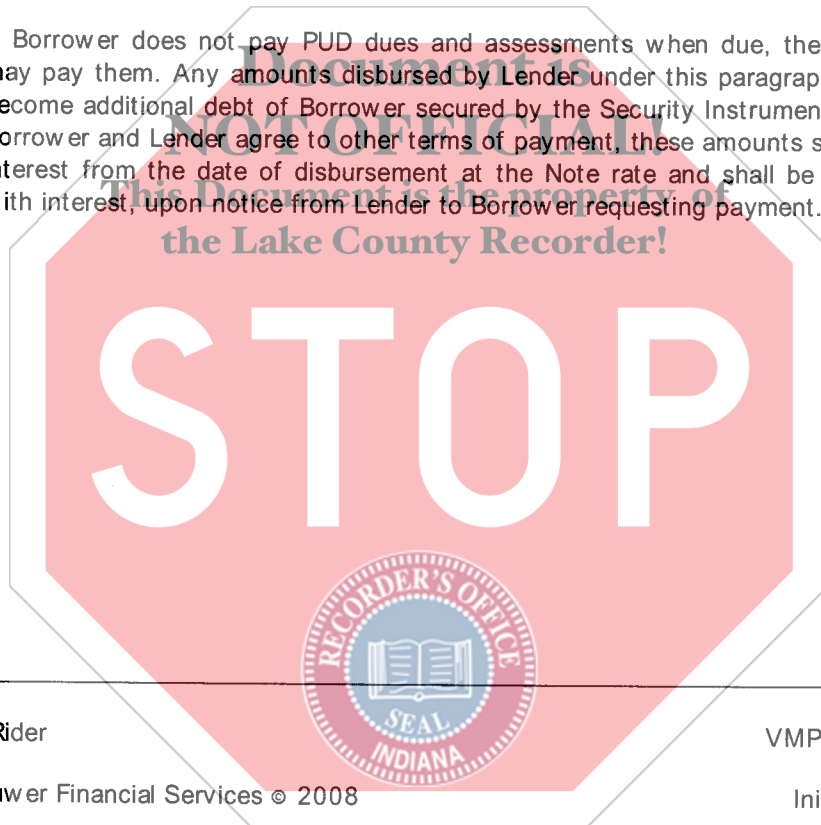 Borrower does not pay PUD dues and assessments when due, the
ay pay them. Any amounts disbursed by Lender under this paragrap
ecome additional debt of Borrower secured by the Security Instrumen
orrower and Lender agree to other terms of payment, these amounts s
terest from the date of disbursement at the Note rate and shall be
ith interest, upon notice from Lender to Borrower requesting payment.
Document is
NOT OFFICIAL!
This Document is the property of
the Lake County Recorder!
STOP
RECORDER'S OFFICE
SEAL
INDIANA
Rider
VMP
wer Financial Services © 2008
Ini